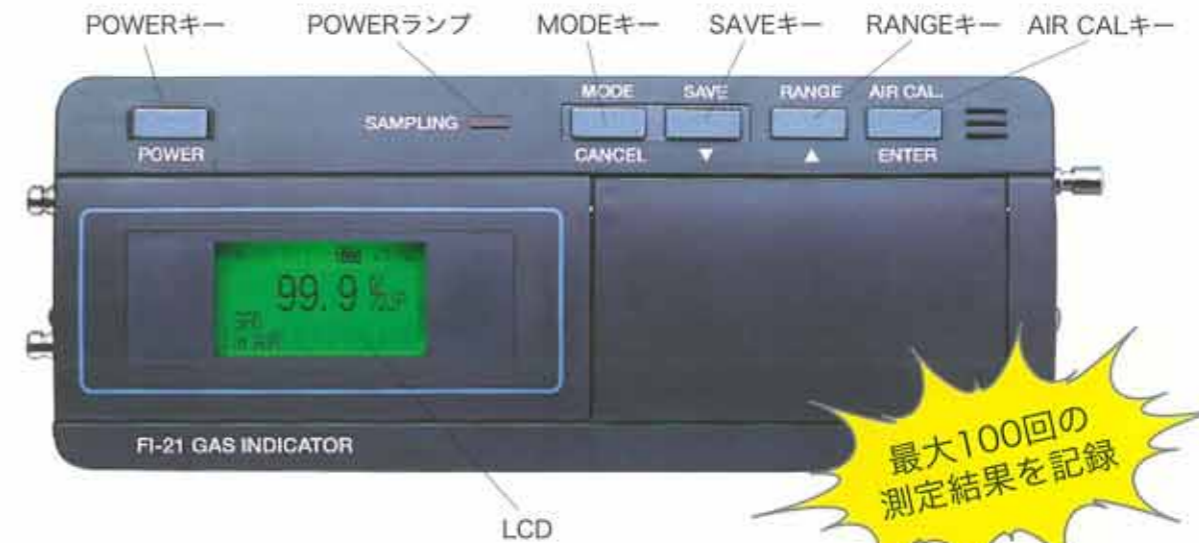 POWERキー
POWERランプ
MODEキー
SAVEキー
RANGEキー
AIR CALキー
MODE
SAVE
RANGE
AIR CAL.
SAMPLING
POWER
CANCEL
▼
▲
ENTER
99.9
FI-21 GAS INDICATOR
最大100回の
測定結果を記録
LCD